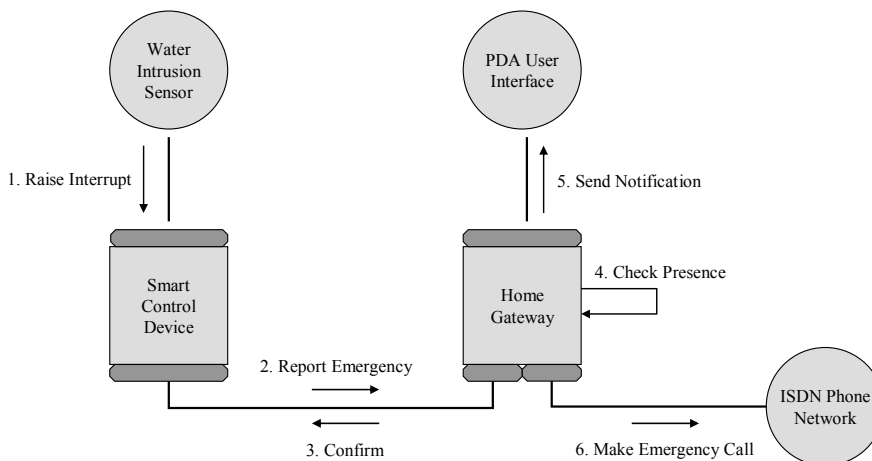 Water
Intrusion
Sensor
PDA User
Interface
1. Raise Interrupt
5. Send Notification
Smart
Control
Device
Home
Gateway
4. Check Presence
2. Report Emergency
3. Confirm
ISDN Phone
Network
6. Make Emergency Call